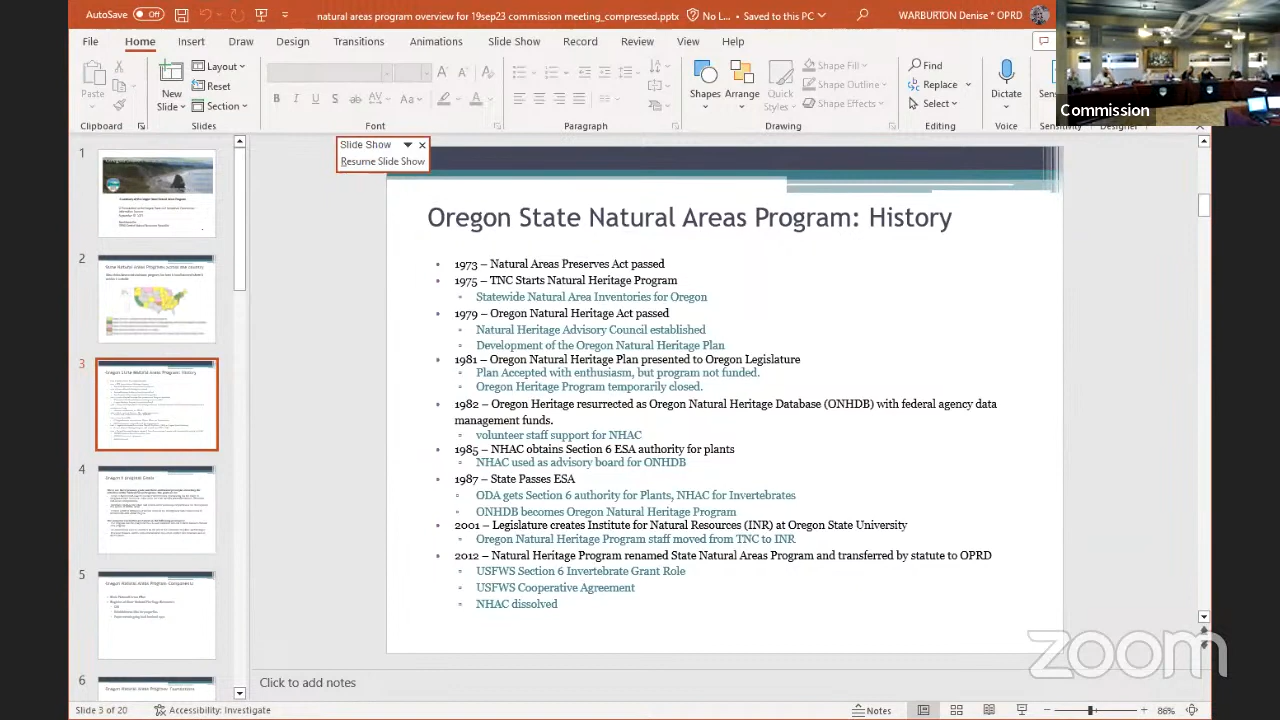 AutoSave Off
natural areas program overview for 19sep23 commission meeting_compressed.pptx
No L... • Saved to this PC
WARBURTON Denise * OPRD
File Home Insert Draw Design Transitions Animations Slide Show Record Review View Help
Paste
New
Slide
Layout
Reset
Section
Shapes Arrange Quick
Styles
Shape Fill
Shape Outline
Shape Effects
Find
Replace
Select
Dictate
Clipboard Slides Font Paragraph Drawing Editing Sensitivity Designer
Commission
Slide Show
Resume Slide Show
1
2
3
4
5
6
Oregon State Natural Areas Program: History
1973 – Natural Areas Preserves Act passed
1975 – TNC Starts Natural Heritage Program
Statewide Natural Area Inventories for Oregon
1979 – Oregon Natural Heritage Act passed
Natural Heritage Advisory Council established
Development of the Oregon Natural Heritage Plan
1981 – Oregon Natural Heritage Plan presented to Oregon Legislature
Plan Accepted with enthusiasm, but program not funded.
Oregon Heritage Program temporarily closed.
– Oregon Heritage restarted as Oregon Natural Heritage Database (ONHDB) with federal agency data
management funds
volunteer staff support for NHAC
1985 – NHAC obtains Section 6 ESA authority for plants
NHAC used as advisory board for ONHDB
1987 – State Passes ESA
ODA gets Section 6 authority for Plants, NHAC for Invertebrates
ONHDB becomes Oregon Natural Heritage Program
– Legislature creates Institute for Natural Resources (INR) at Oregon State University
Oregon Natural Heritage Program staff moved from TNC to INR
2012 – Natural Heritage Program renamed State Natural Areas Program and transferred by statute to OPRD
USFWS Section 6 Invertebrate Grant Role
USFWS Cooperative Agreement
NHAC dissolved
zoom
Click to add notes
Slide 3 of 20 Accessibility: Investigate
Notes
86%